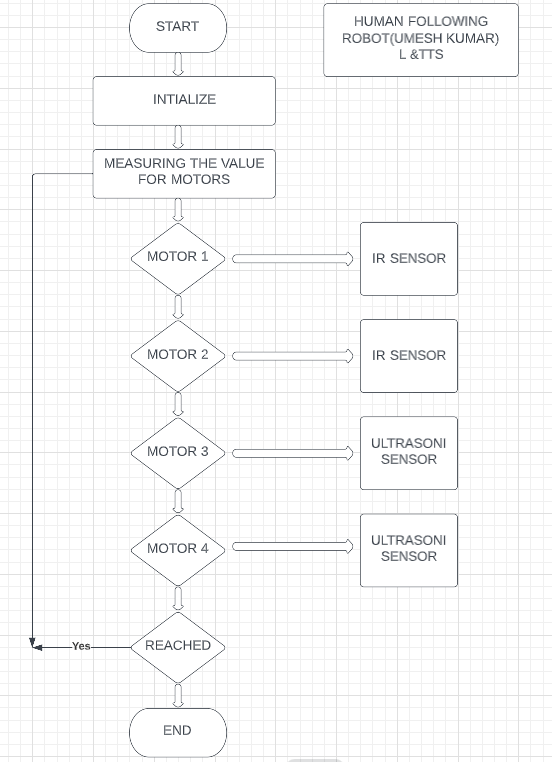 START
HUMAN FOLLOWING
ROBOT(UMESH KUMAR)
L &TTS
INTIALIZE
MEASURING THE VALUE
FOR MOTORS
MOTOR 1
IR SENSOR
MOTOR 2
IR SENSOR
MOTOR 3
ULTRASONI
SENSOR
MOTOR 4
ULTRASONI
SENSOR
REACHED
Yes
END